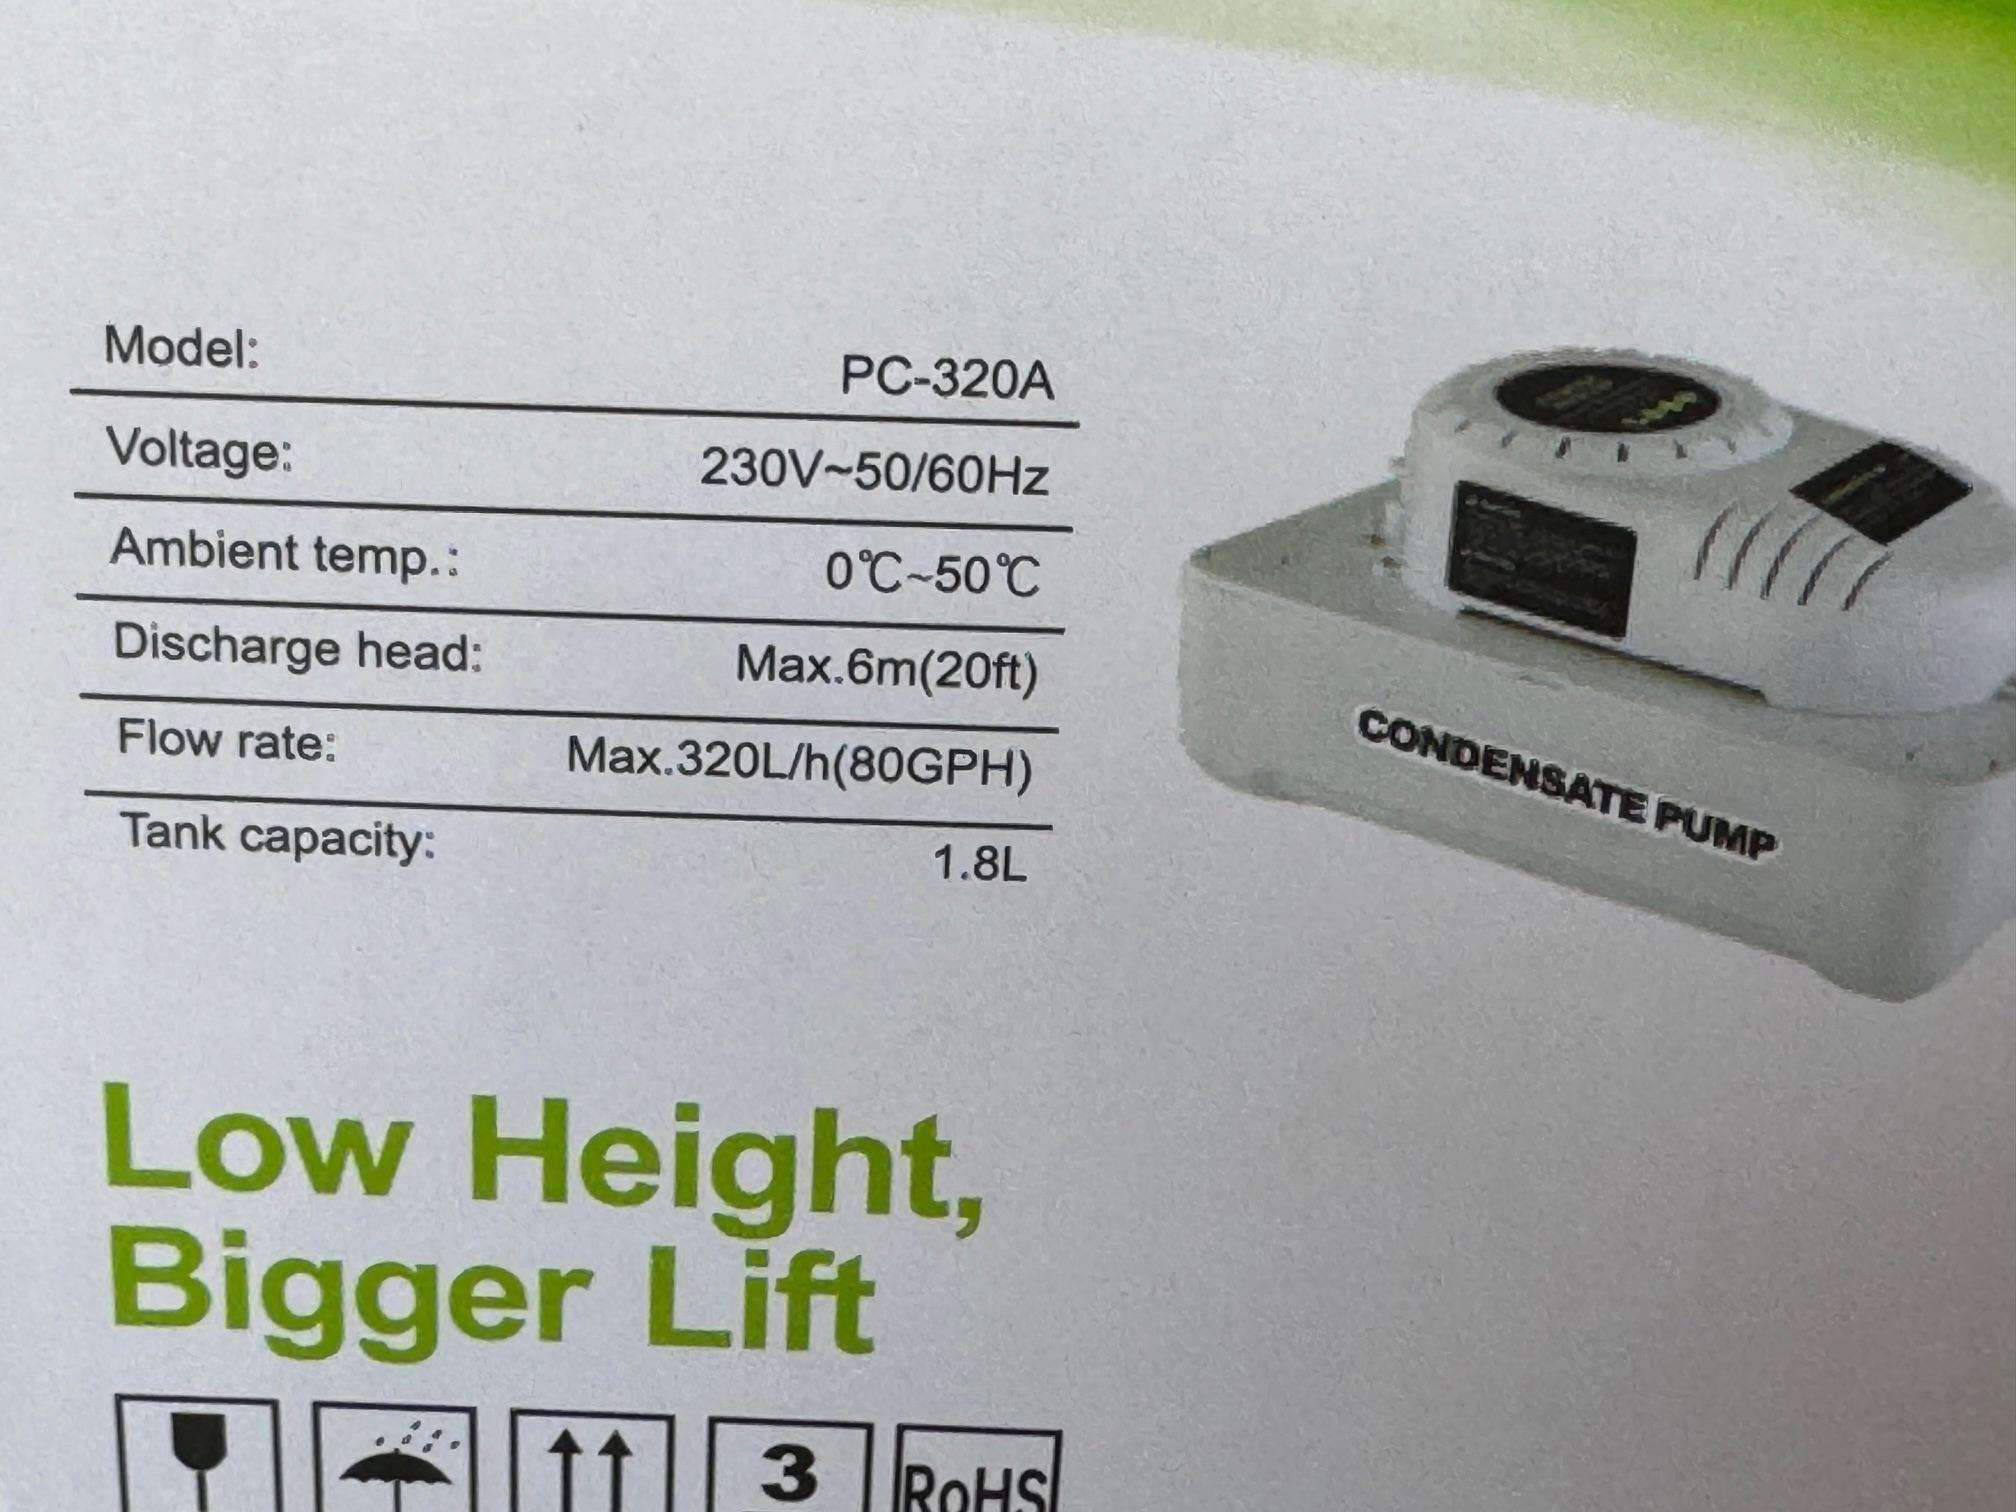 Model: PC-320A
Voltage: 230V~50/60Hz
Ambient temp.: 0℃~50℃
Discharge head: Max.6m(20ft)
Flow rate: Max.320L/h(80GPH)
Tank capacity: 1.8L
CONDENSATE PUMP
Low Height,
Bigger Lift
3
RoHS